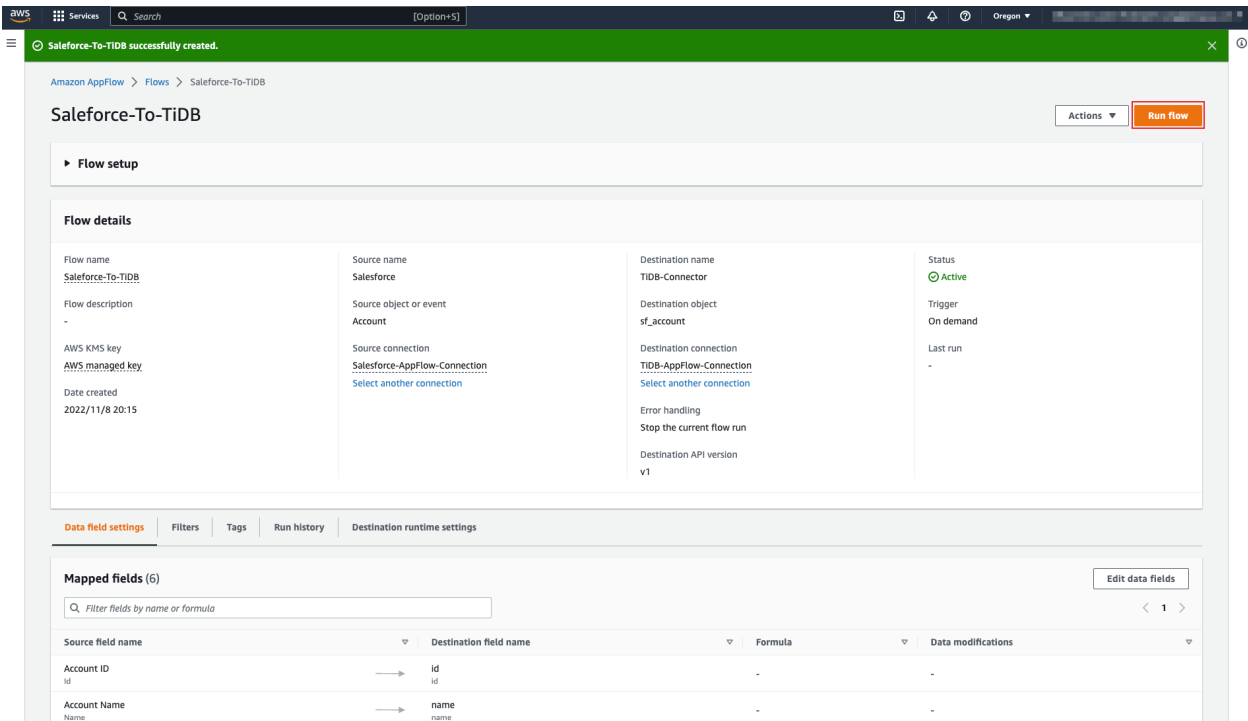 aws Services Search [Option+S] Oregon ▼
Saleforce-To-TiDB successfully created.
Amazon AppFlow > Flows > Saleforce-To-TiDB
Saleforce-To-TiDB
Actions ▼ Run flow
Flow setup
Flow details
Flow name Source name Destination name Status
Saleforce-To-TiDB Salesforce TiDB-Connector Active
Flow description Source object or event Destination object Trigger
- Account sf_account On demand
AWS KMS key Source connection Destination connection Last run
AWS managed key Salesforce-AppFlow-Connection TiDB-AppFlow-Connection -
Select another connection Select another connection
Date created Error handling
2022/11/8 20:15 Stop the current flow run
Destination API version
v1
Data field settings Filters Tags Run history Destination runtime settings
Mapped fields (6) Edit data fields
Filter fields by name or formula < 1 >
Source field name Destination field name Formula Data modifications
Account ID id - -
Id id
Account Name name - -
Name name